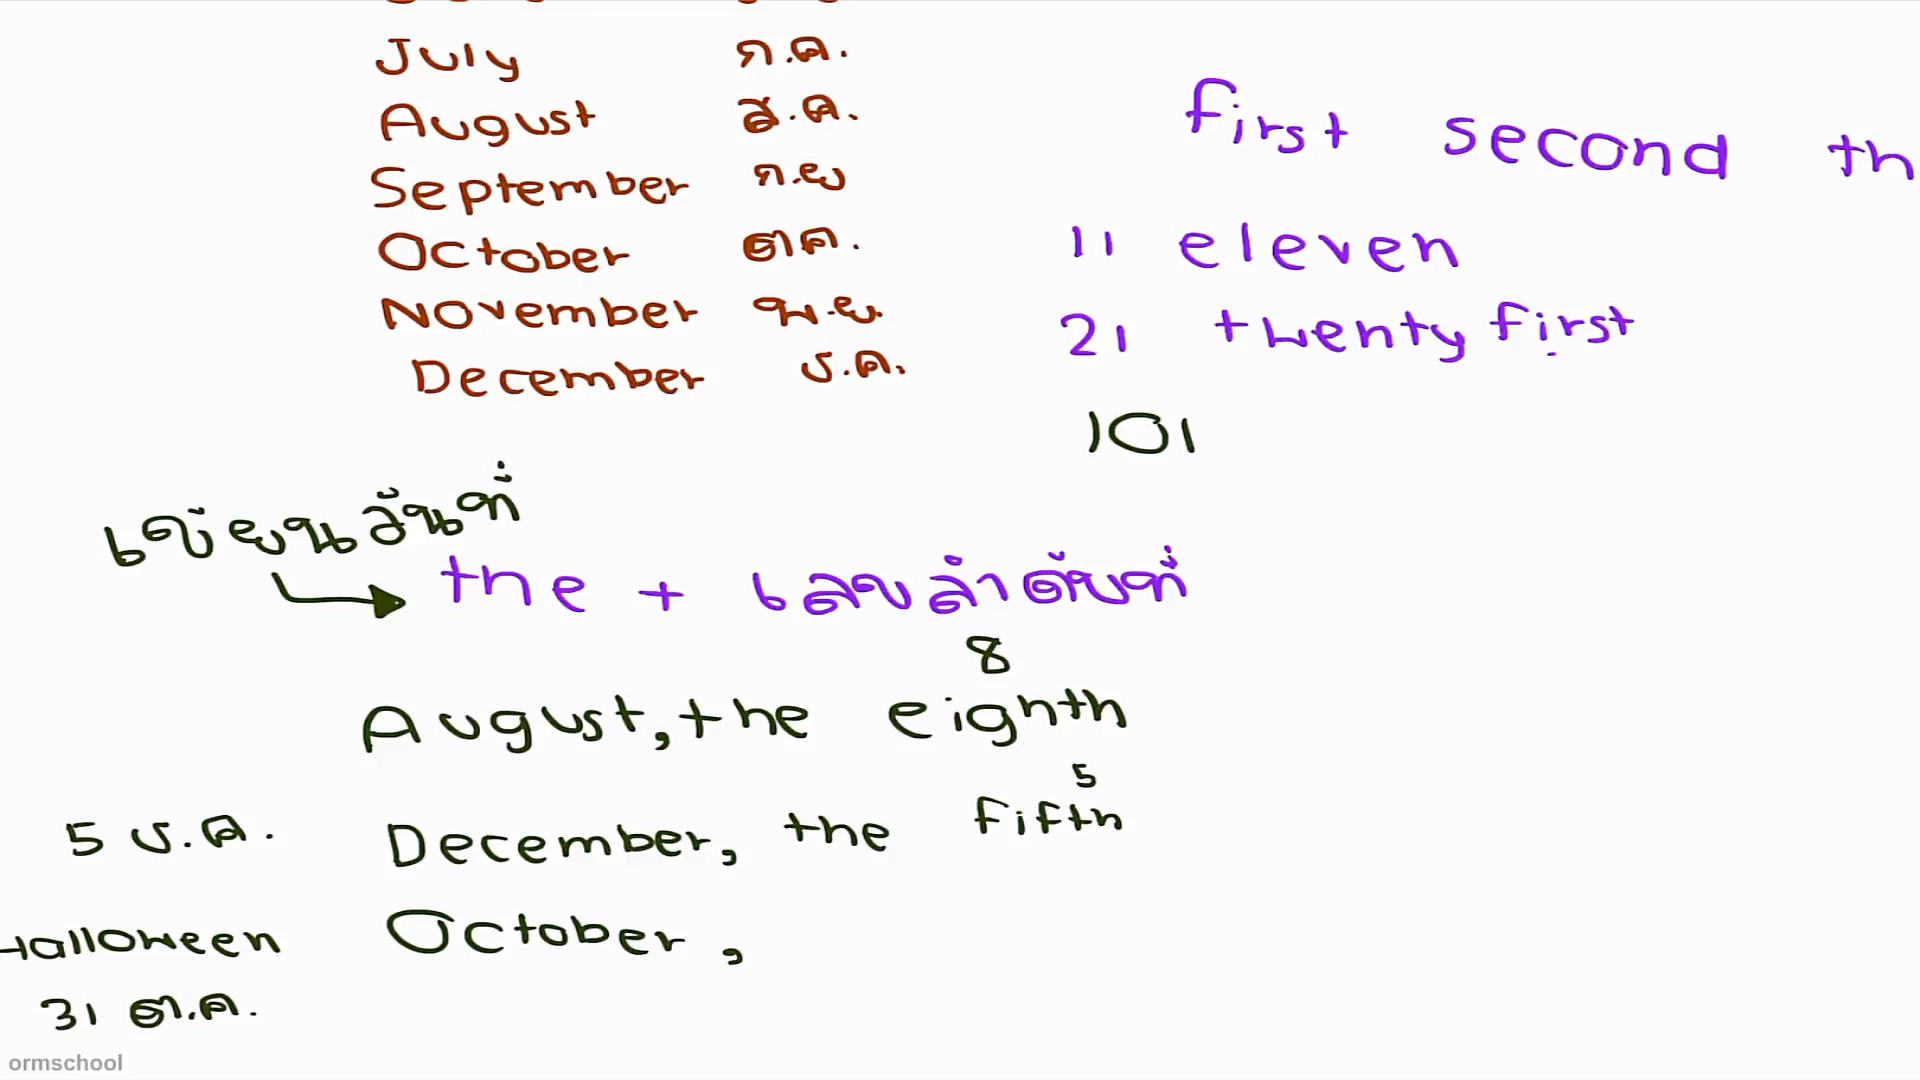 July ก.ค.
August ส.ค.
September ก.ย
October ตค.
November พ.ย.
December ธ.ค.
first second th
11 eleven
21 twenty first
101
เขียนวันที่
the + เลขลำดับที่
8
August, the eighth
5
5 ธ.ค. December, the fifth
Halloween October,
31 ต.ค.
ormschool